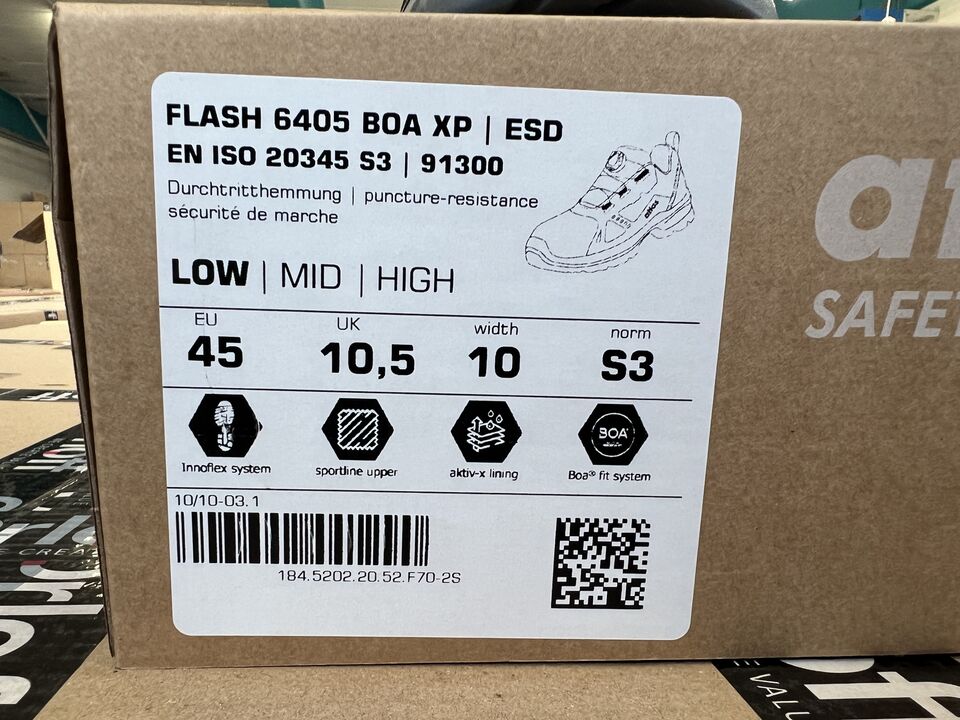 FLASH 6405 BOA XP | ESD
EN ISO 20345 S3 | 91300
Durchtritthemmung | puncture-resistance
sécurité de marche
LOW | MID | HIGH
EU UK width norm
45 10,5 10 S3
BOA
Innoflex system sportline upper aktiv-x lining Boa® fit system
10/10-03.1
184.5202.20.52.F70-2S
at
SAFET